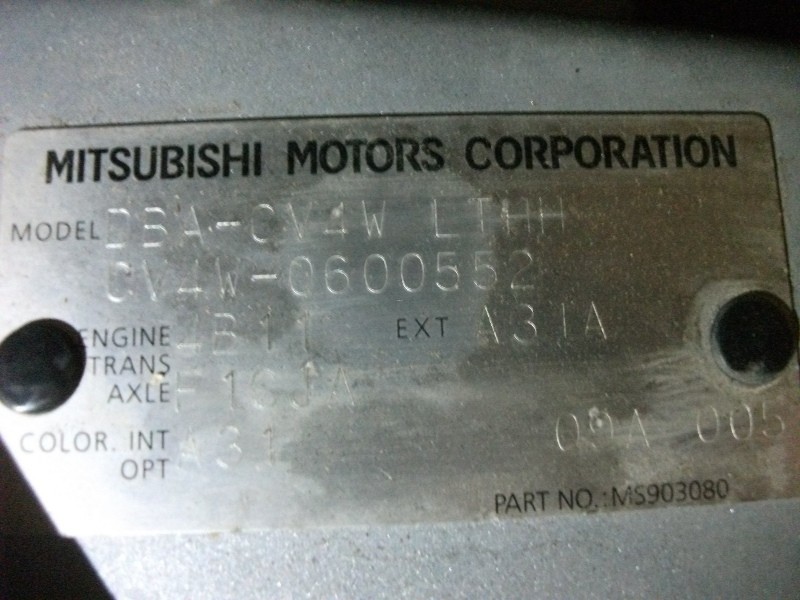 MITSUBISHI MOTORS CORPORATION
MODEL DBA-CV4W LTHH
CV4W-0600552
ENGINE 4B11 EXT A31A
TRANS
AXLE F1CJA
COLOR. INT A31 09A 005
OPT
PART NO.: MS903080